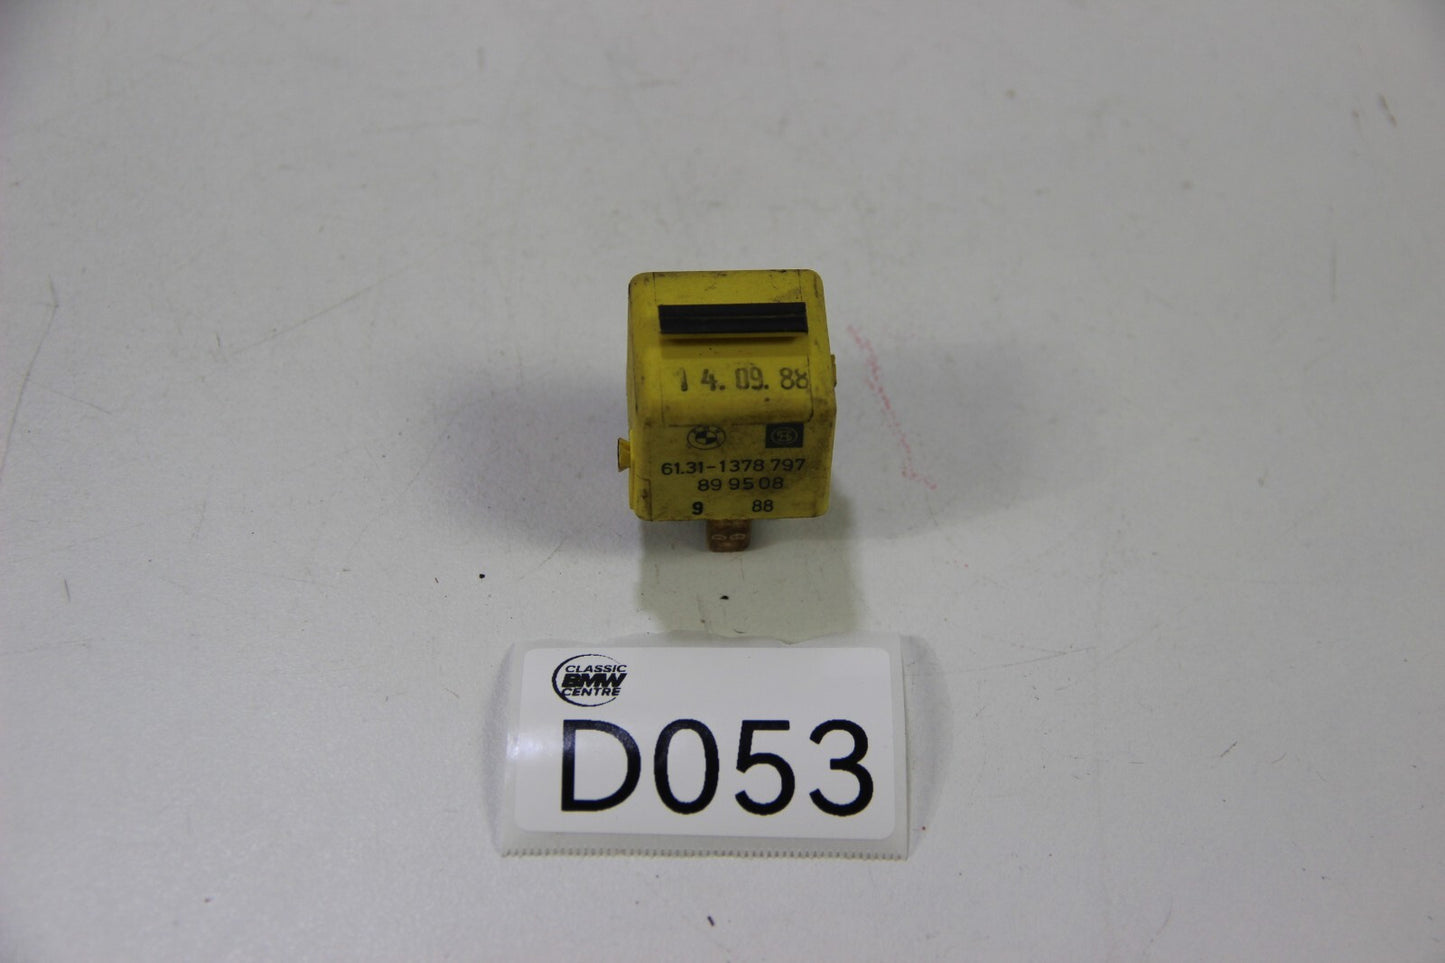 14.09.88
61.31-1378 797
89 95 08
9 88
CLASSIC
BMW
CENTRE
D053